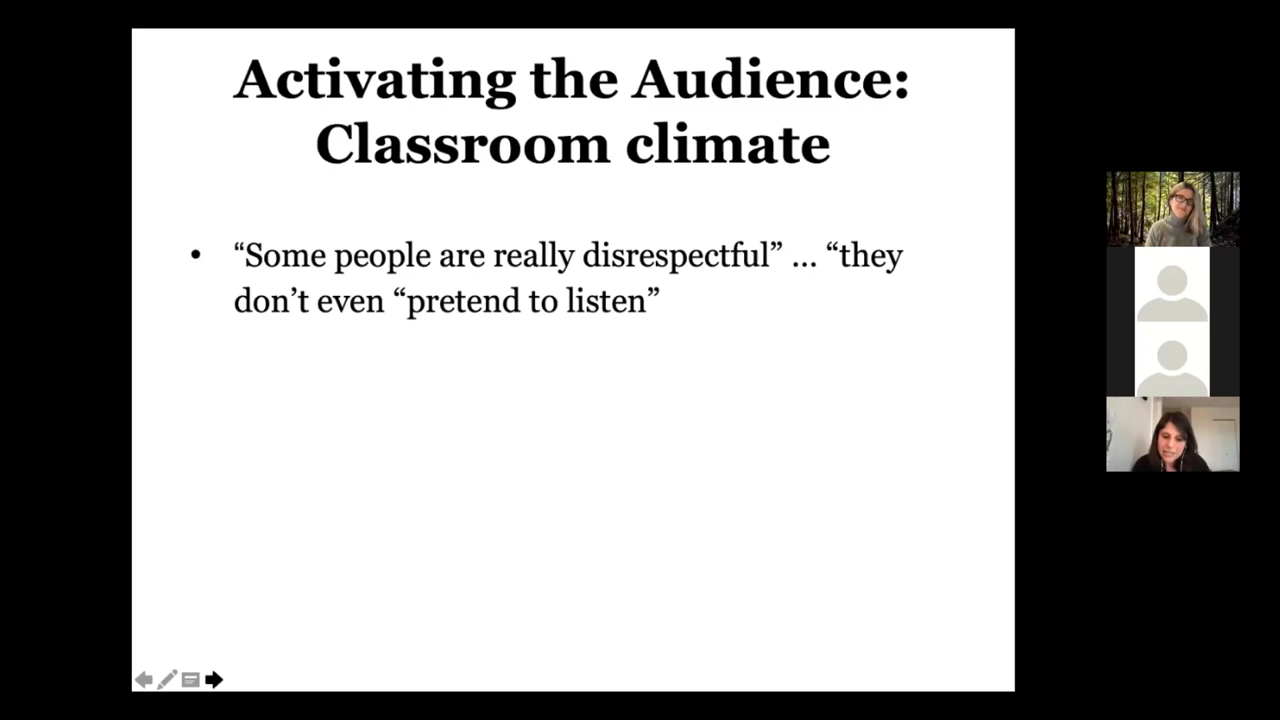 Activating the Audience:
Classroom climate
• “Some people are really disrespectful” ... “they
don’t even “pretend to listen”